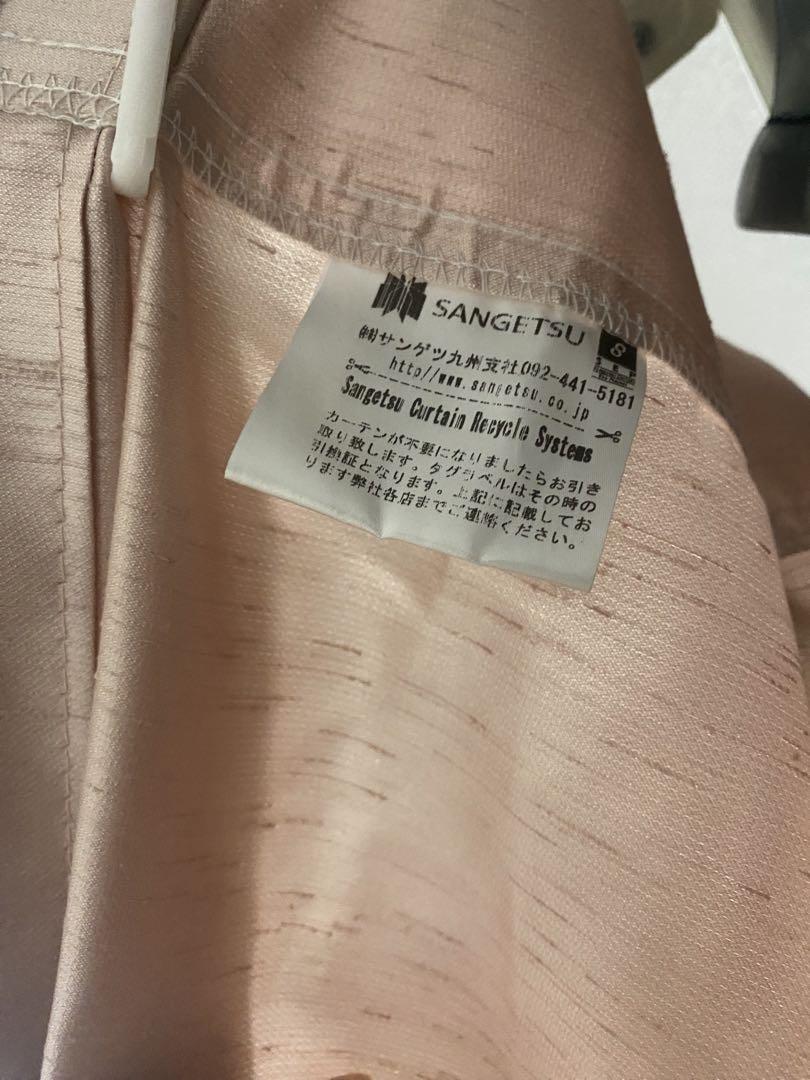 SANGETSU
S
㈱サンゲツ九州支社092-441-5181
http//www.sangetsu.co.jp
Sangetsu Curtain Recycle Systems
カーテンが不要になりましたらお引き
取り致します。タグラベルはその時の
引換証となります。上記に記載してお
ります弊社各店までご連絡ください。